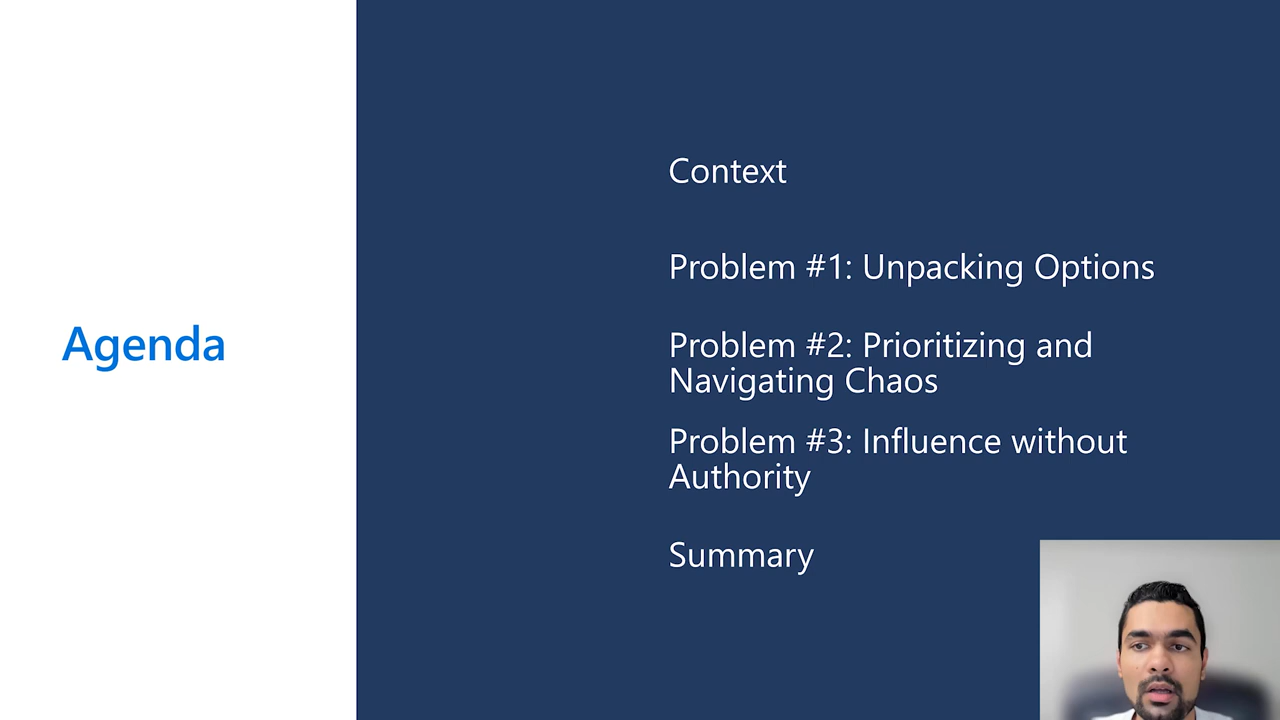 Agenda
Context
Problem #1: Unpacking Options
Problem #2: Prioritizing and
Navigating Chaos
Problem #3: Influence without
Authority
Summary